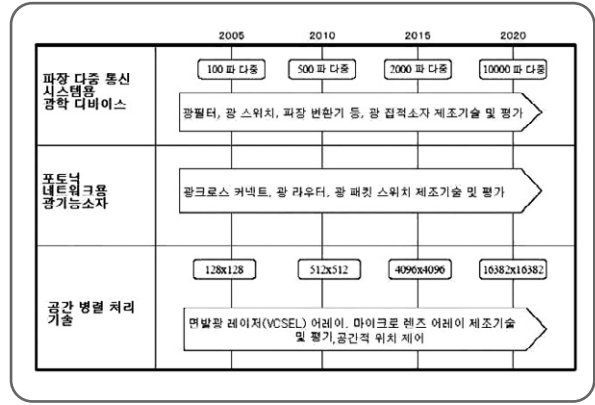 2005 2010 2015 2020
파장 다중 통신
시스템용
광학 디바이스
100 파 다중 500 파 다중 2000 파 다중 10000 파 다중
광필터, 광 스위치, 파장 변환기 등, 광 집적소자 제조기술 및 평가
포토닉
네트워크용
광기능소자
광크로스 커넥트, 광 라우터, 광 패킷 스위치 제조기술 및 평가
공간 병렬 처리
기술
128x128 512x512 4096x4096 16382x16382
면발광 레이저(VCSEL) 어레이, 마이크로 렌즈 어레이 제조기술
및 평가,공간적 위치 제어